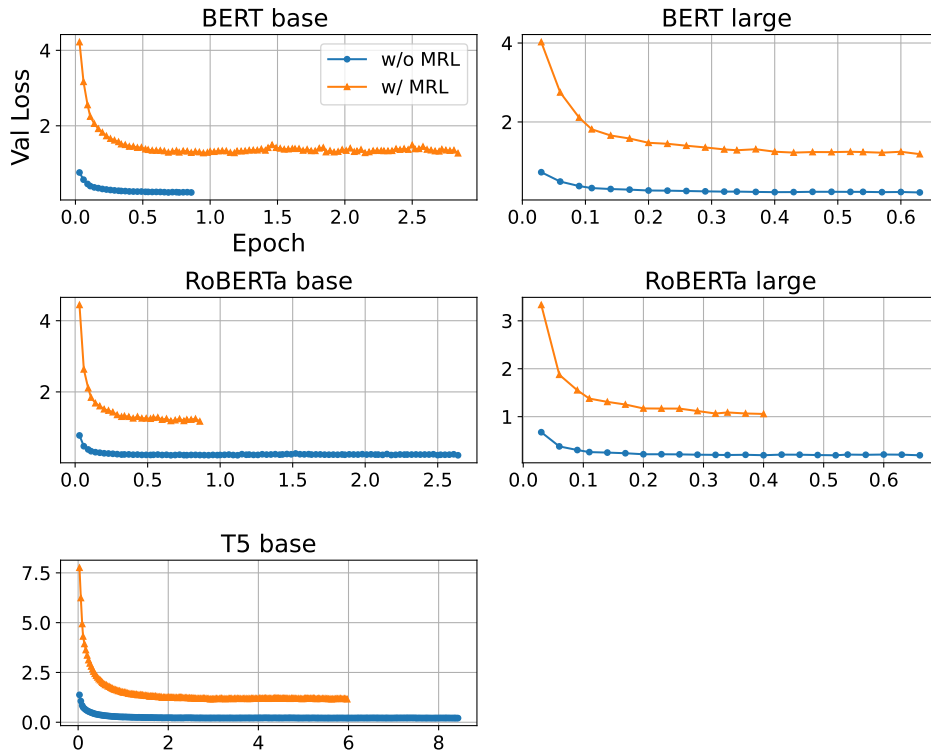 BERT base
BERT large
4
2
Val Loss
w/o MRL
w/ MRL
0.0 0.5 1.0 1.5 2.0 2.5
Epoch
4
2
0.0 0.1 0.2 0.3 0.4 0.5 0.6
RoBERTa base
RoBERTa large
4
2
0.0 0.5 1.0 1.5 2.0 2.5
3
2
1
0.0 0.1 0.2 0.3 0.4 0.5 0.6
T5 base
7.5
5.0
2.5
0.0
0 2 4 6 8